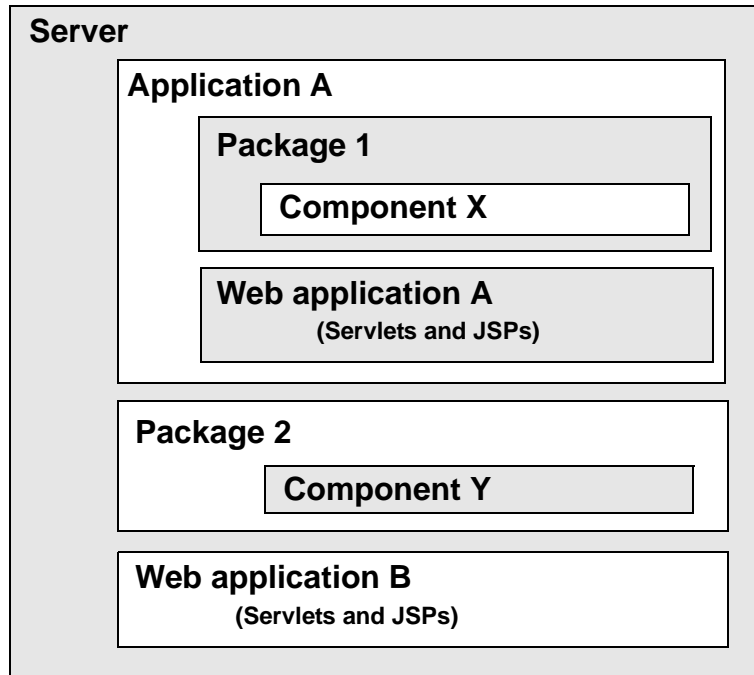 Server
Application A
Package 1
Component X
Web application A
(Servlets and JSPs)
Package 2
Component Y
Web application B
(Servlets and JSPs)